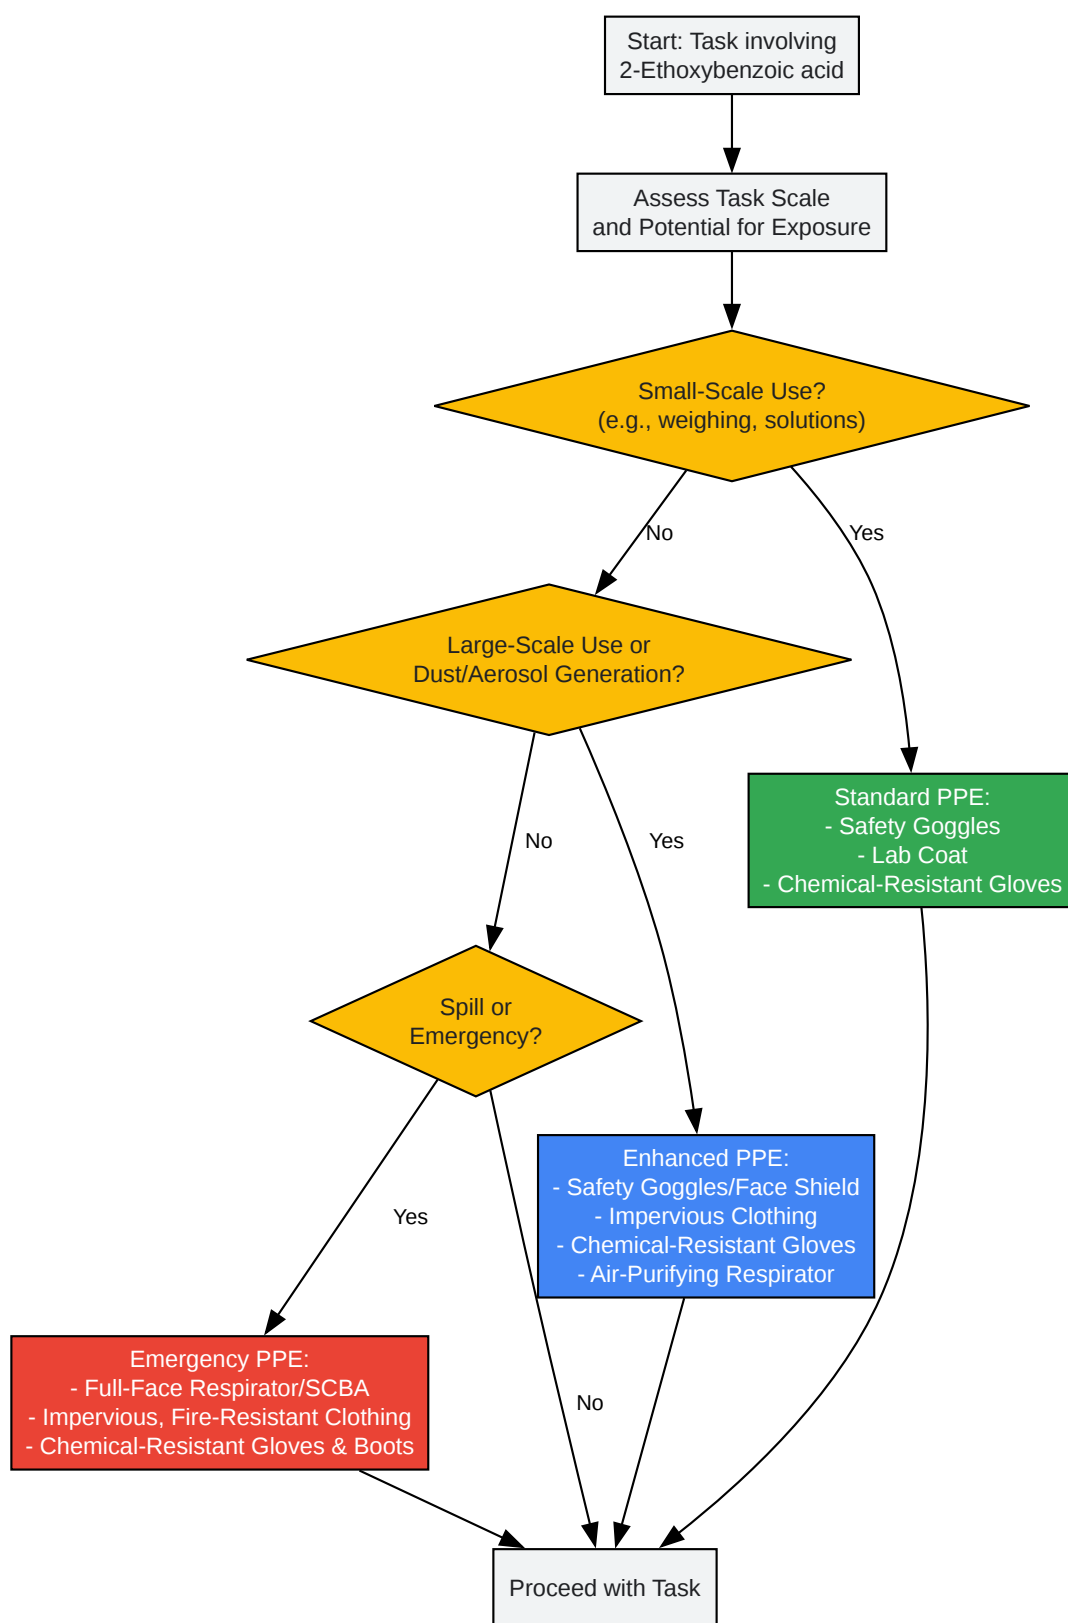 Start: Task involving
2-Ethoxybenzoic acid
Assess Task Scale
and Potential for Exposure
Small-Scale Use?
(e.g., weighing, solutions)
No
Yes
Large-Scale Use or
Dust/Aerosol Generation?
Standard PPE:
- Safety Goggles
- Lab Coat
- Chemical-Resistant Gloves
No
Yes
Spill or
Emergency?
Enhanced PPE:
- Safety Goggles/Face Shield
- Impervious Clothing
- Chemical-Resistant Gloves
- Air-Purifying Respirator
Yes
Emergency PPE:
- Full-Face Respirator/SCBA
- Impervious, Fire-Resistant Clothing
- Chemical-Resistant Gloves & Boots
No
Proceed with Task